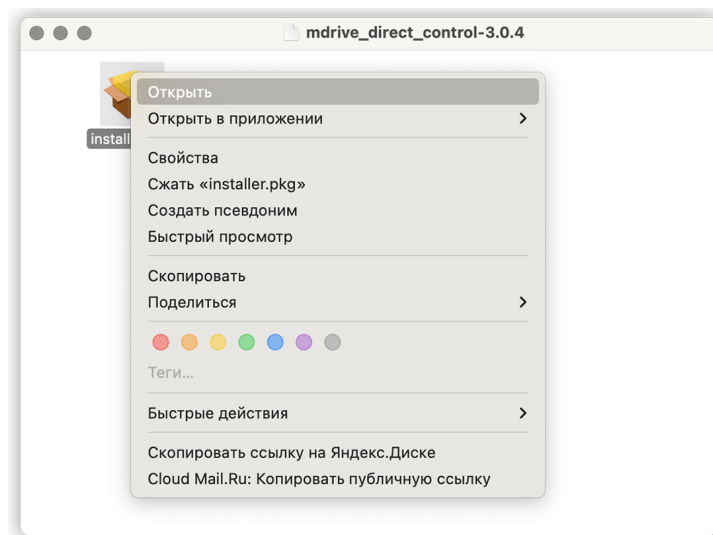 mdrive_direct_control-3.0.4
Открыть
Открыть в приложении
install
Свойства
Сжать «installer.pkg»
Создать псевдоним
Быстрый просмотр
Скопировать
Поделиться
Теги...
Быстрые действия
Скопировать ссылку на Яндекс.Диске
Cloud Mail.Ru: Копировать публичную ссылку